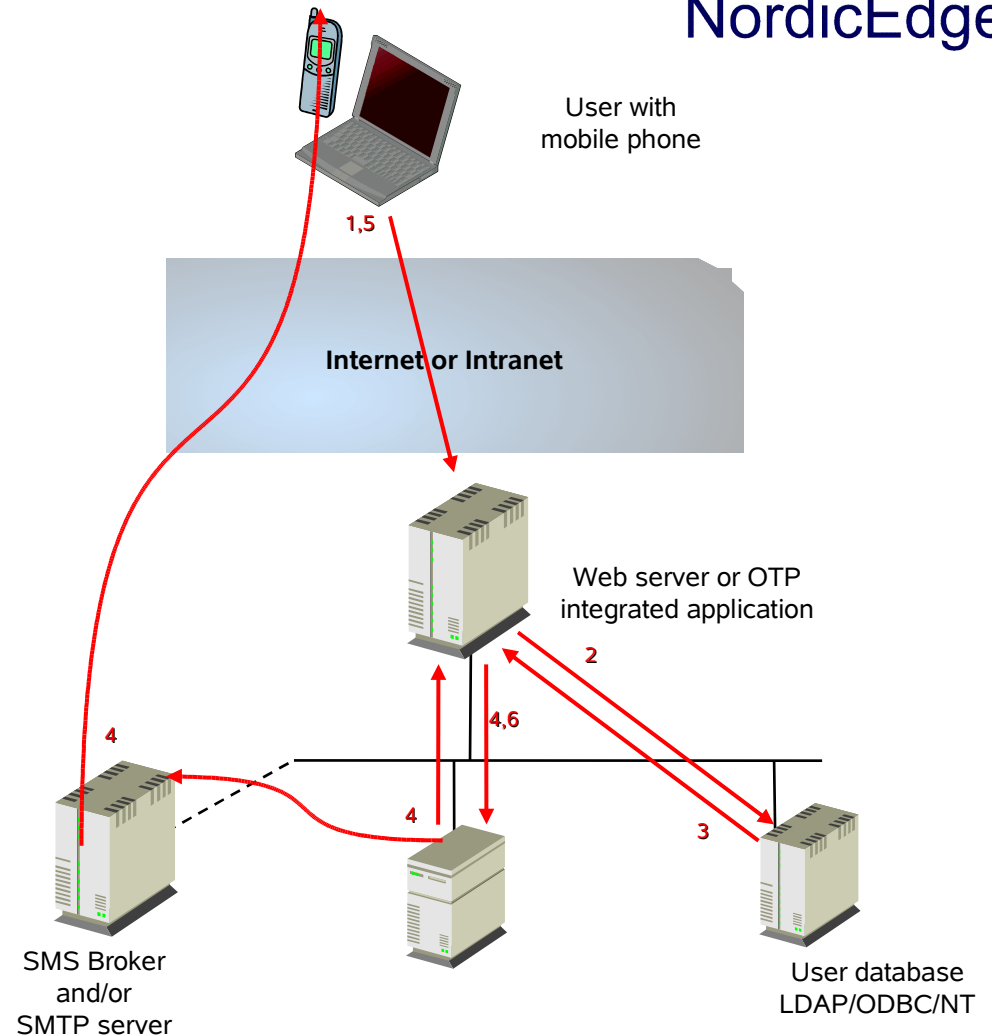 NordicEdge
User with
mobile phone
1,5
Internet or Intranet
Web server or OTP
integrated application
2
4,6
4
4
3
SMS Broker
and/or
SMTP server
User database
LDAP/ODBC/NT